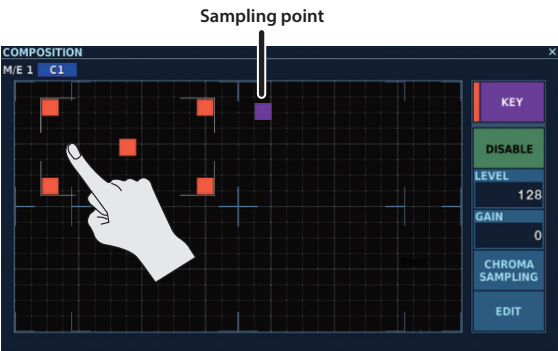 Sampling point
COMPOSITION ×
M/E 1 C1
KEY
DISABLE
LEVEL
128
GAIN
0
CHROMA
SAMPLING
EDIT